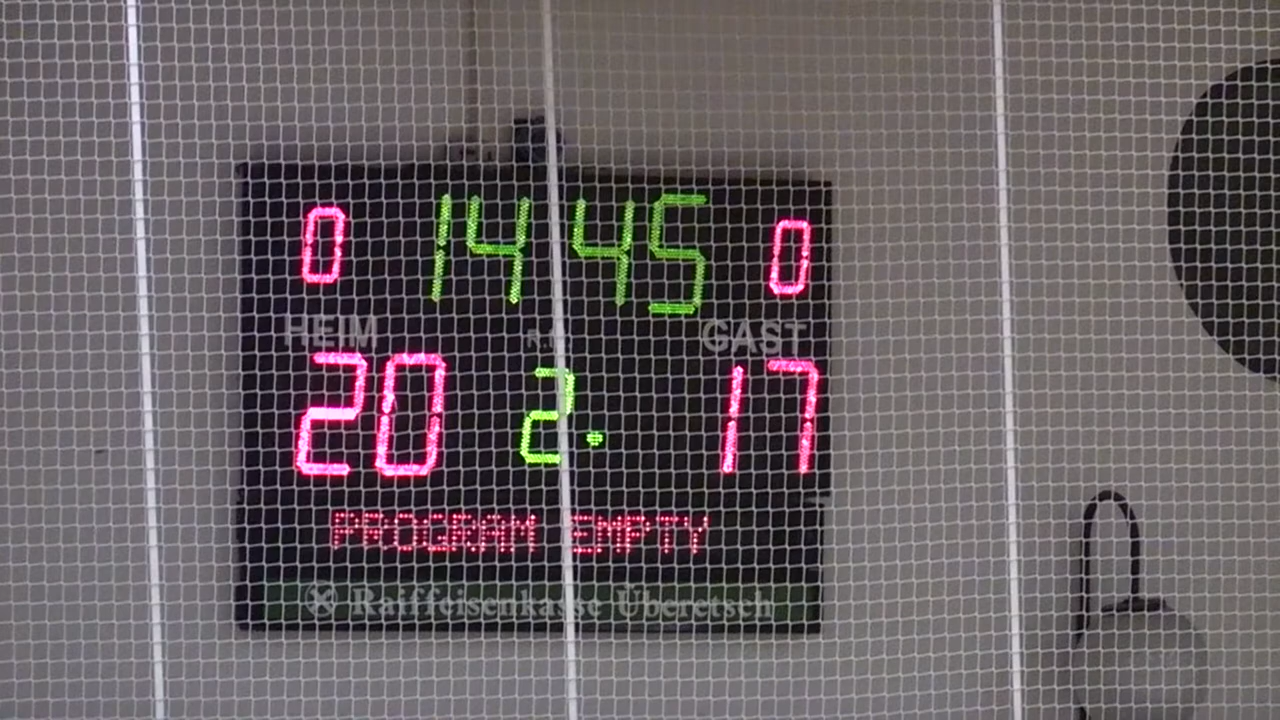 0 14 45 0
HEIM GAST
20 2. 17
PROGRAM EMPTY
Raiffeisenkasse Überetsch